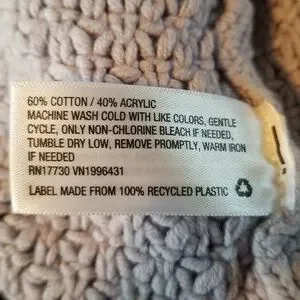 60% COTTON / 40% ACRYLIC
MACHINE WASH COLD WITH LIKE COLORS, GENTLE
CYCLE, ONLY NON-CHLORINE BLEACH IF NEEDED,
TUMBLE DRY LOW, REMOVE PROMPTLY, WARM IRON
IF NEEDED
RN17730 VN1996431
LABEL MADE FROM 100% RECYCLED PLASTIC